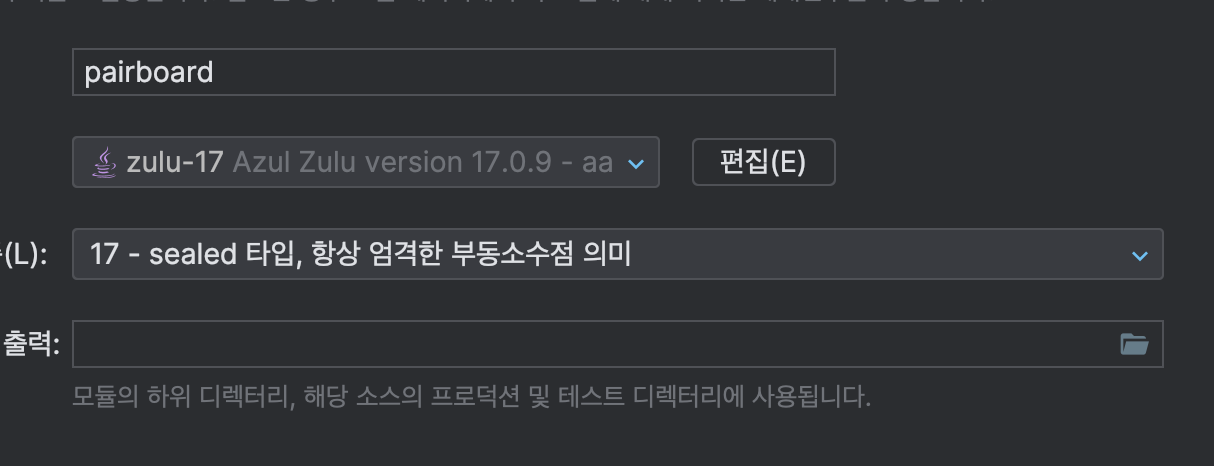 pairboard
zulu-17 Azul Zulu version 17.0.9 - aa 편집(E)
(L): 17 - sealed 타입, 항상 엄격한 부동소수점 의미
출력:
모듈의 하위 디렉터리, 해당 소스의 프로덕션 및 테스트 디렉터리에 사용됩니다.